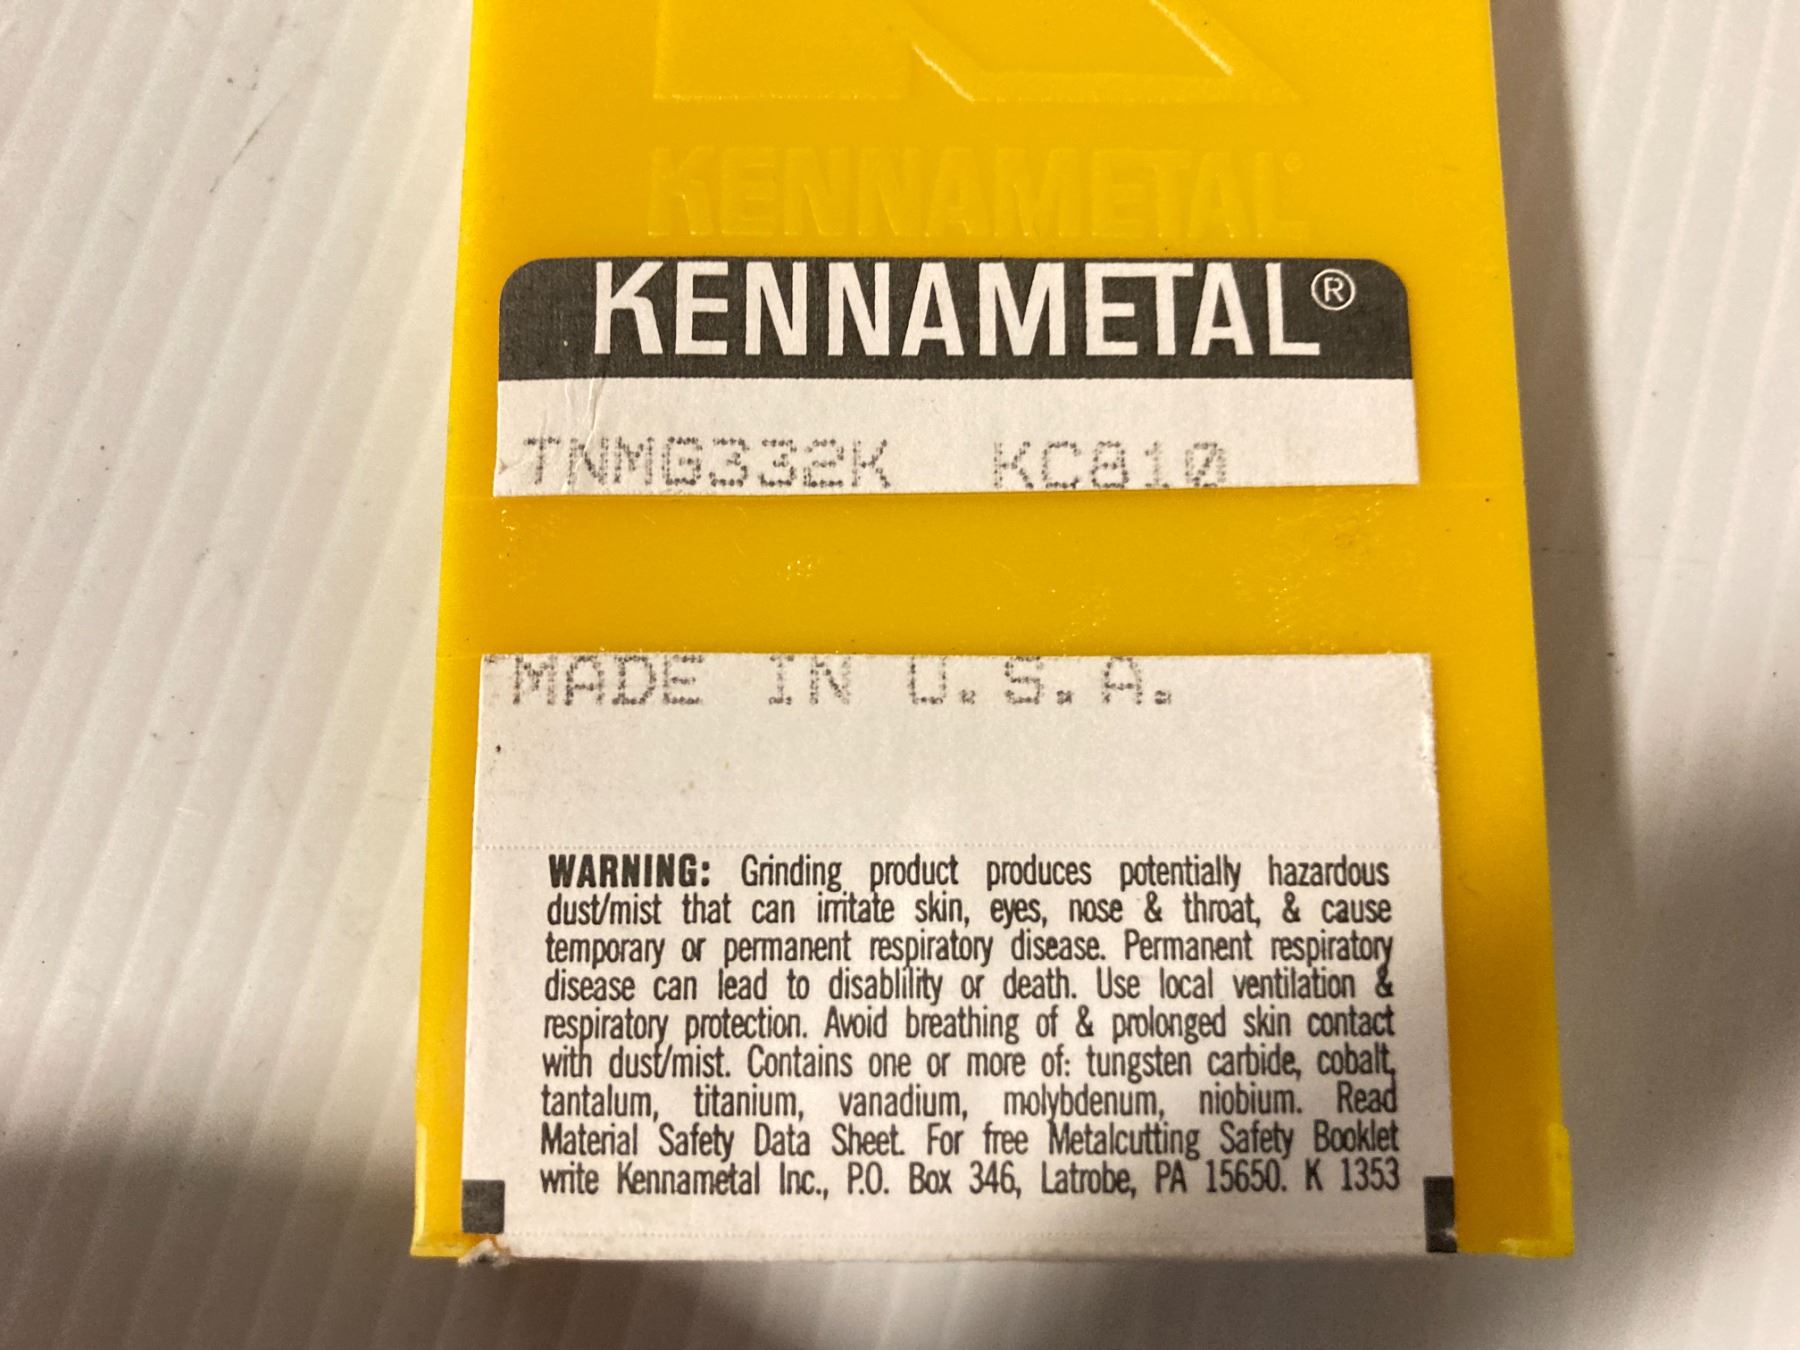 KENNAMETAL®
KENNAMETAL®
TNMG332K KC810
MADE IN U.S.A.
WARNING: Grinding product produces potentially hazardous
dust/mist that can irritate skin, eyes, nose & throat, & cause
temporary or permanent respiratory disease. Permanent respiratory
disease can lead to disablility or death. Use local ventilation &
respiratory protection. Avoid breathing of & prolonged skin contact
with dust/mist. Contains one or more of: tungsten carbide, cobalt,
tantalum, titanium, vanadium, molybdenum, niobium. Read
Material Safety Data Sheet. For free Metalcutting Safety Booklet
write Kennametal Inc., P.O. Box 346, Latrobe, PA 15650. K 1353